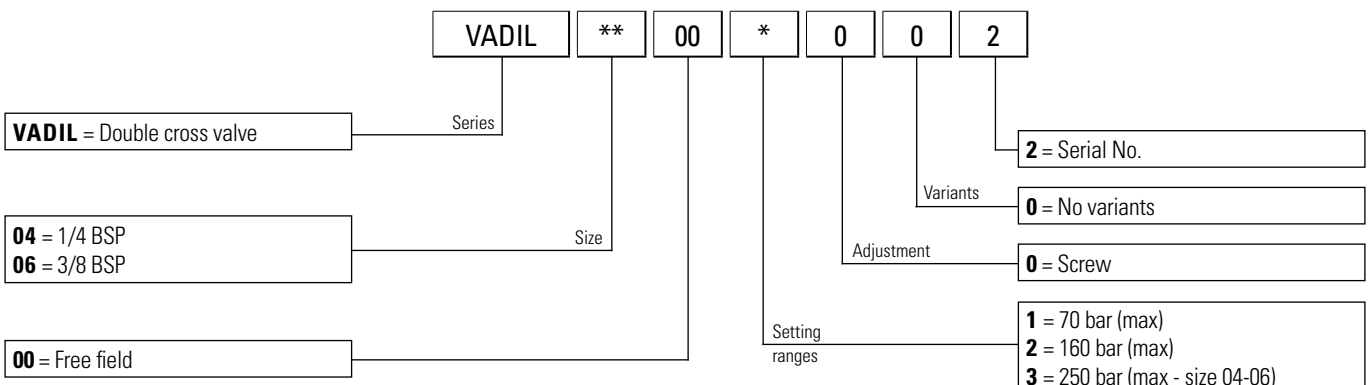 VADIL ** 00 * 0 0 2
Series
VADIL = Double cross valve
2 = Serial No.
Variants
0 = No variants
04 = 1/4 BSP
06 = 3/8 BSP
Size
Adjustment
0 = Screw
00 = Free field
Setting
ranges
1 = 70 bar (max)
2 = 160 bar (max)
3 = 250 bar (max - size 04-06)